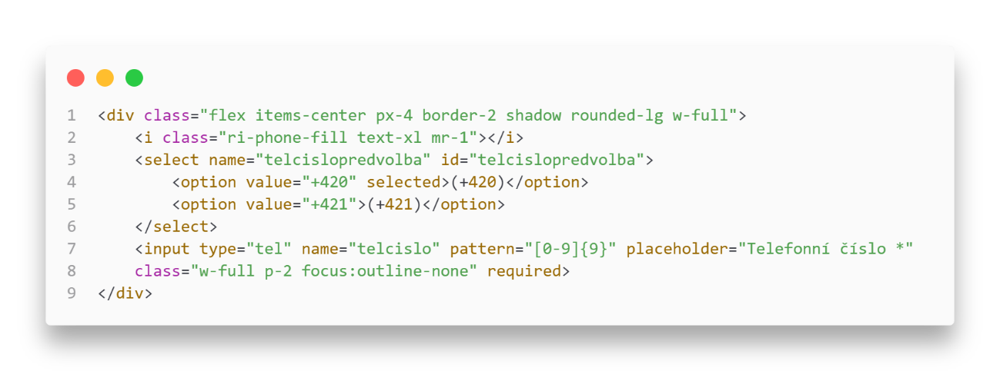 1 <div class="flex items-center px-4 border-2 shadow rounded-lg w-full">
2     <i class="ri-phone-fill text-xl mr-1"></i>
3     <select name="telcislopredvolba" id="telcislopredvolba">
4         <option value="+420" selected>(+420)</option>
5         <option value="+421">(+421)</option>
6     </select>
7     <input type="tel" name="telcislo" pattern="[0-9]{9}" placeholder="Telefonní číslo *"
8     class="w-full p-2 focus:outline-none" required>
9 </div>